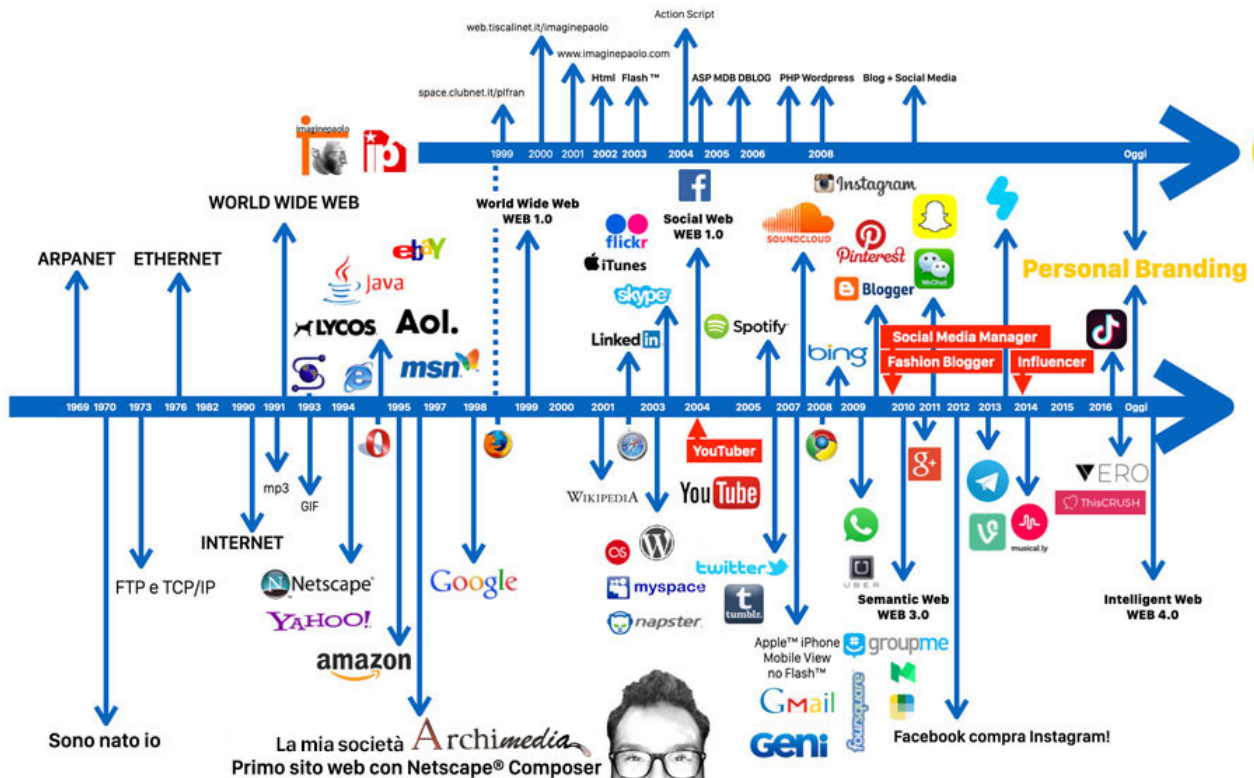 Action Script
web.tiscalinet.it/imaginepaolo
www.imaginepaolo.com
Html Flash ™ ASP MDB DBLOG PHP Wordpress Blog + Social Media
space.clubnet.it/plfran
imaginepaolo
1999 2000 2001 2002 2003 2004 2005 2006 2008 Oggi
WORLD WIDE WEB
World Wide Web
WEB 1.0
flickr
iTunes
skype
Linked in
Social Web
WEB 1.0
SOUNDCLOUD
Instagram
Pinterest
WeChat
Blogger
ARPANET
ETHERNET
ebay
Java
LYCOS
Aol.
msn
Spotify
bing
Personal Branding
Social Media Manager
Fashion Blogger
Influencer
1969 1970 1973 1976 1982 1990 1991 1993 1994 1995 1997 1998 1999 2000 2001 2003 2004 2005 2007 2008 2009 2010 2011 2012 2013 2014 2015 2016 Oggi
YouTuber
g+
mp3
GIF
WIKIPEDIA
YouTube
VERO
ThisCRUSH
musical.ly
INTERNET
FTP e TCP/IP
N Netscape®
YAHOO!
Google
amazon
as
W
myspace
napster
twitter
t
tumblr.
U
UBER
Semantic Web
WEB 3.0
Intelligent Web
WEB 4.0
Apple™ iPhone
Mobile View
no Flash™
GMail
Geni
groupme
foursquare
Sono nato io
La mia società Archimedia
Primo sito web con Netscape® Composer
Facebook compra Instagram!